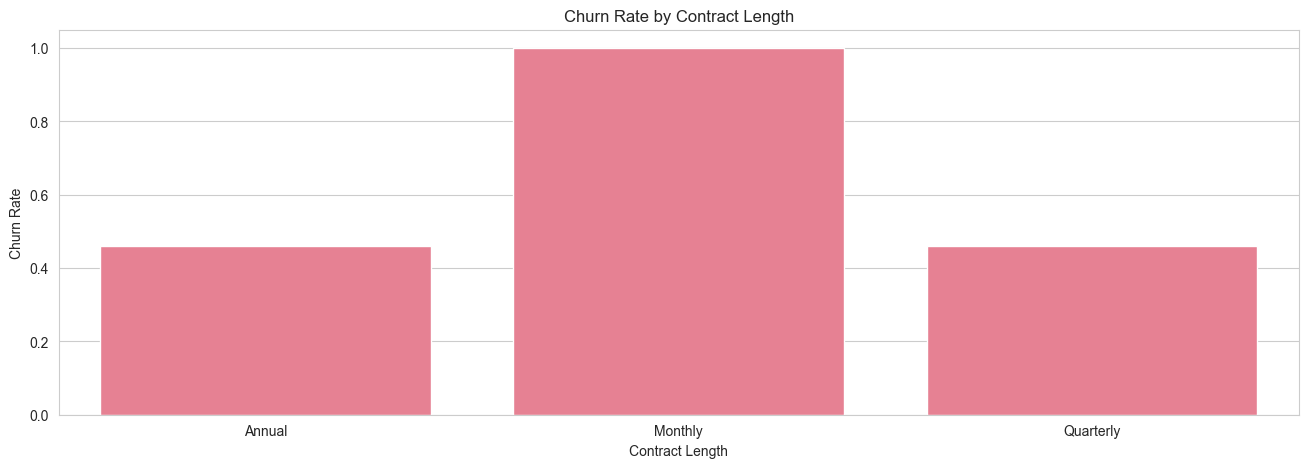 Churn Rate by Contract Length
Churn Rate
1.0
0.8
0.6
0.4
0.2
0.0
Annual
Monthly
Quarterly
Contract Length